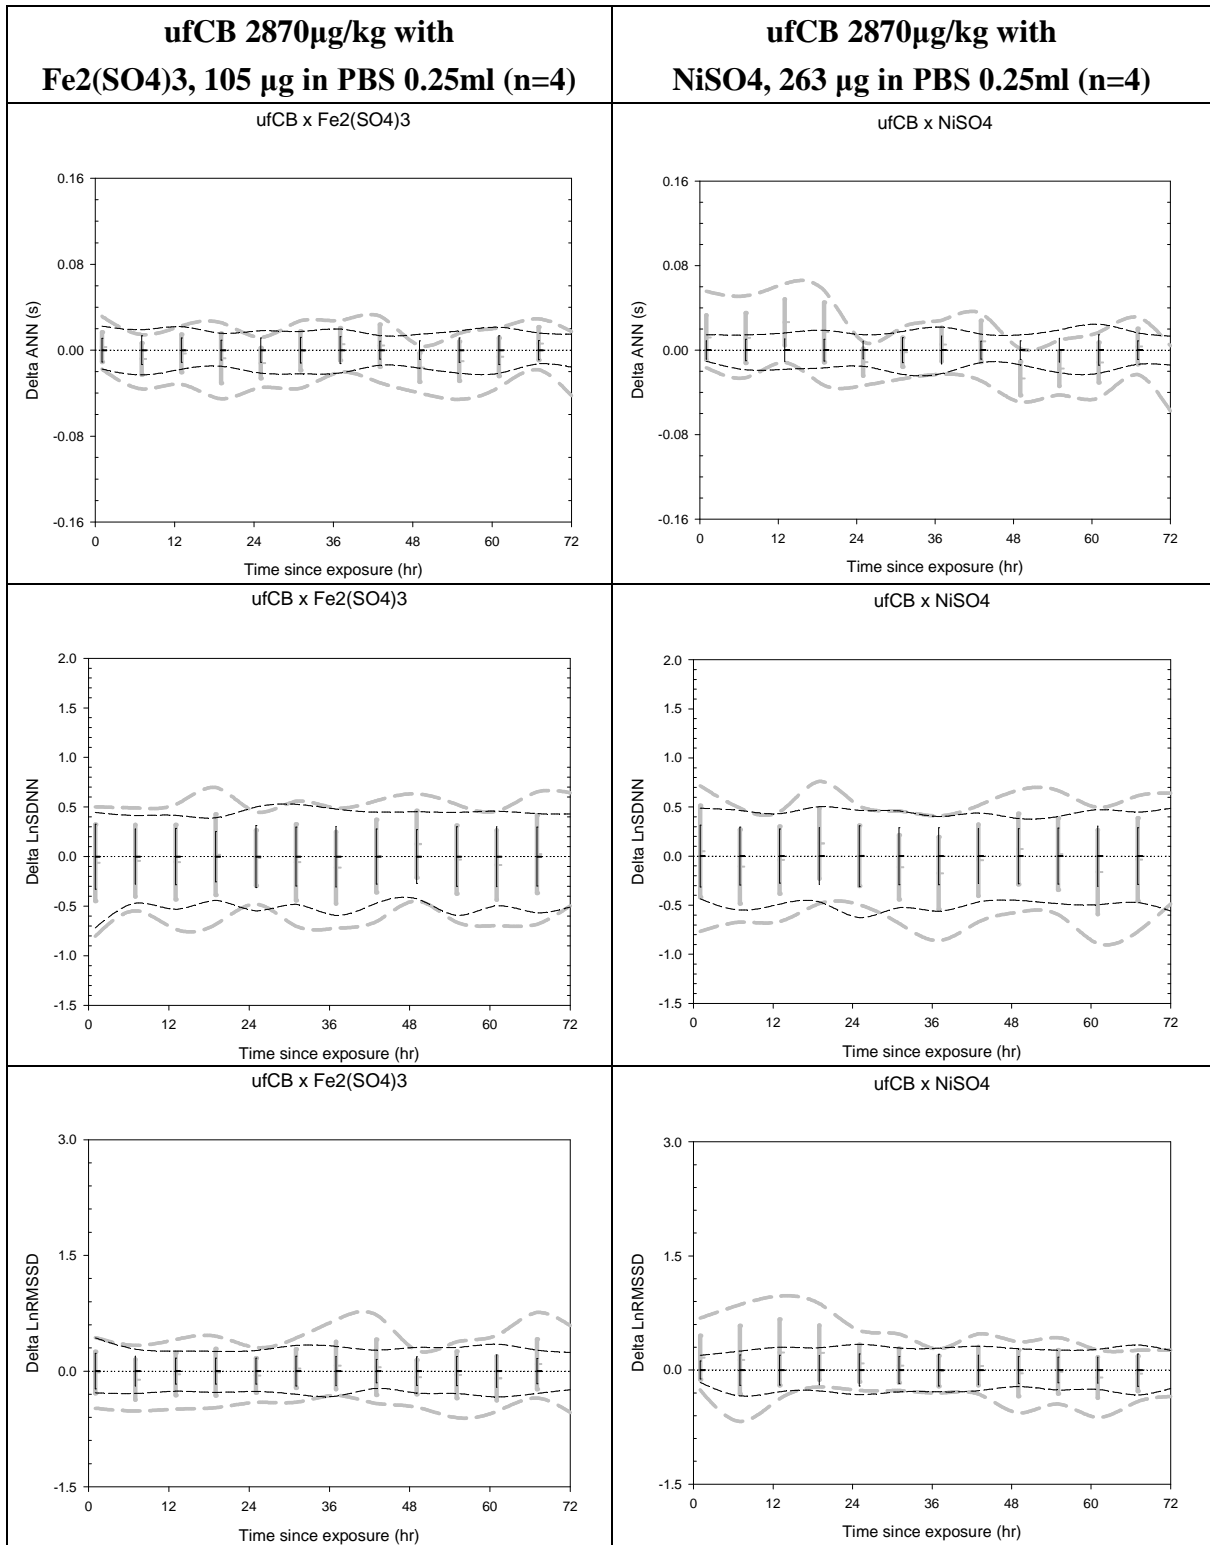 ufCB 2870µg/kg with
Fe2(SO4)3, 105 µg in PBS 0.25ml (n=4)
ufCB 2870µg/kg with
NiSO4, 263 µg in PBS 0.25ml (n=4)
ufCB x Fe2(SO4)3
0.16
0.08
0.00
-0.08
-0.16
Delta ANN (s)
0 12 24 36 48 60 72
Time since exposure (hr)
ufCB x NiSO4
0.16
0.08
0.00
-0.08
-0.16
Delta ANN (s)
0 12 24 36 48 60 72
Time since exposure (hr)
ufCB x Fe2(SO4)3
2.0
1.5
1.0
0.5
0.0
-0.5
-1.0
-1.5
Delta LnSDNN
0 12 24 36 48 60 72
Time since exposure (hr)
ufCB x NiSO4
2.0
1.5
1.0
0.5
0.0
-0.5
-1.0
-1.5
Delta LnSDNN
0 12 24 36 48 60 72
Time since exposure (hr)
ufCB x Fe2(SO4)3
3.0
1.5
0.0
-1.5
Delta LnRMSSD
0 12 24 36 48 60 72
Time since exposure (hr)
ufCB x NiSO4
3.0
1.5
0.0
-1.5
Delta LnRMSSD
0 12 24 36 48 60 72
Time since exposure (hr)